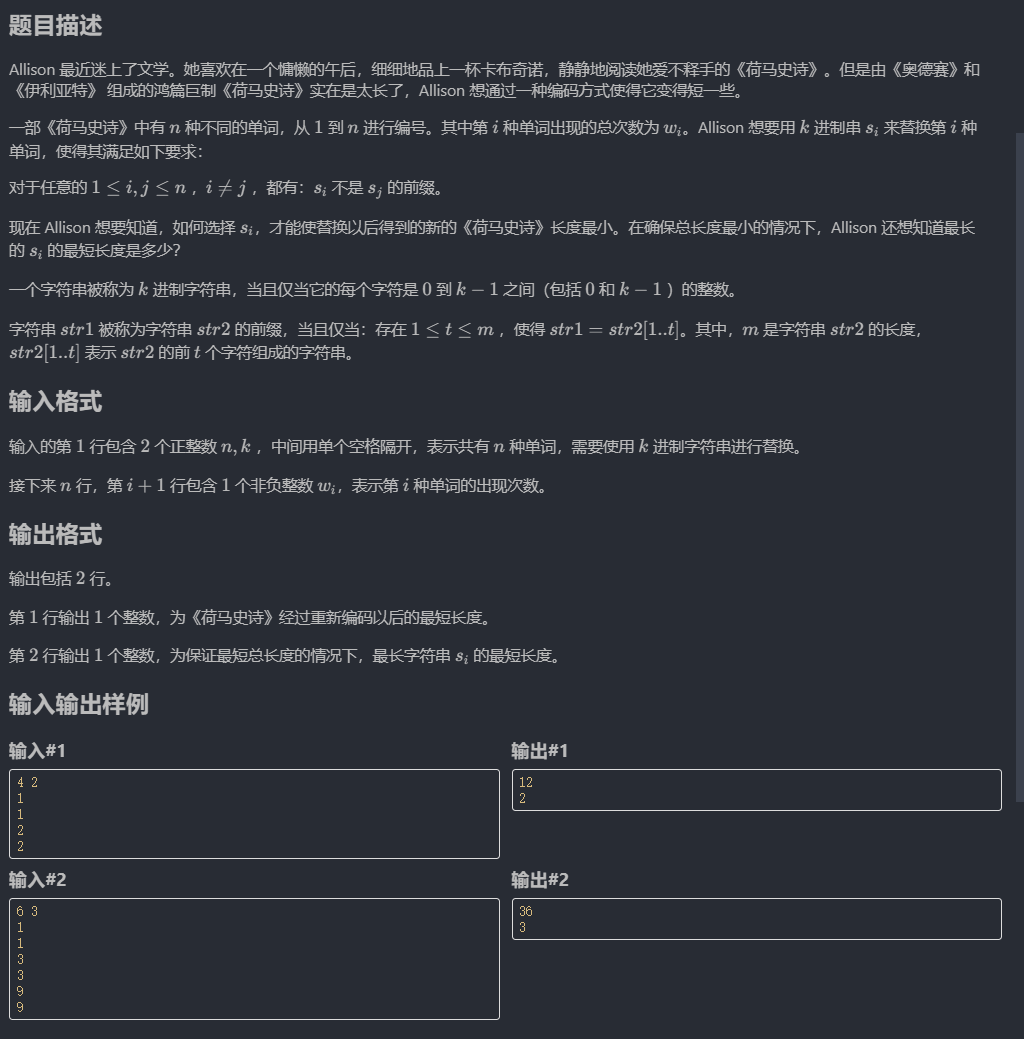 题目描述
Allison 最近迷上了文学。她喜欢在一个慵懒的午后，细细地品上一杯卡布奇诺，静静地阅读她爱不释手的《荷马史诗》。但是由《奥德赛》和
《伊利亚特》 组成的鸿篇巨制《荷马史诗》实在是太长了，Allison 想通过一种编码方式使得它变得短一些。
一部《荷马史诗》中有 n 种不同的单词，从 1 到 n 进行编号。其中第 i 种单词出现的总次数为 w_i。Allison 想要用 k 进制串 s_i 来替换第 i 种
单词，使得其满足如下要求：
对于任意的 1 ≤ i, j ≤ n ，i ≠ j ，都有：s_i 不是 s_j 的前缀。
现在 Allison 想要知道，如何选择 s_i，才能使替换以后得到的新的《荷马史诗》长度最小。在确保总长度最小的情况下，Allison 还想知道最长
的 s_i 的最短长度是多少？
一个字符串被称为 k 进制字符串，当且仅当它的每个字符是 0 到 k − 1 之间（包括 0 和 k − 1 ）的整数。
字符串 str1 被称为字符串 str2 的前缀，当且仅当：存在 1 ≤ t ≤ m ，使得 str1 = str2[1..t]。其中，m 是字符串 str2 的长度，
str2[1..t] 表示 str2 的前 t 个字符组成的字符串。
输入格式
输入的第 1 行包含 2 个正整数 n, k ，中间用单个空格隔开，表示共有 n 种单词，需要使用 k 进制字符串进行替换。
接下来 n 行，第 i + 1 行包含 1 个非负整数 w_i，表示第 i 种单词的出现次数。
输出格式
输出包括 2 行。
第 1 行输出 1 个整数，为《荷马史诗》经过重新编码以后的最短长度。
第 2 行输出 1 个整数，为保证最短总长度的情况下，最长字符串 s_i 的最短长度。
输入输出样例
输入#1
4 2
1
1
2
2
输出#1
12
2
输入#2
6 3
1
1
3
3
9
9
输出#2
36
3